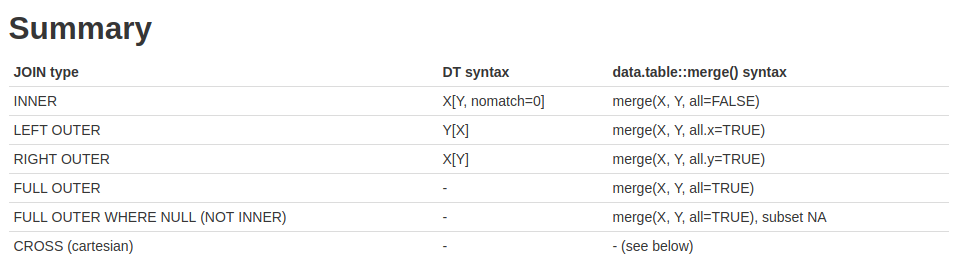 Summary
JOIN type DT syntax data.table::merge() syntax
INNER X[Y, nomatch=0] merge(X, Y, all=FALSE)
LEFT OUTER Y[X] merge(X, Y, all.x=TRUE)
RIGHT OUTER X[Y] merge(X, Y, all.y=TRUE)
FULL OUTER - merge(X, Y, all=TRUE)
FULL OUTER WHERE NULL (NOT INNER) - merge(X, Y, all=TRUE), subset NA
CROSS (cartesian) - - (see below)